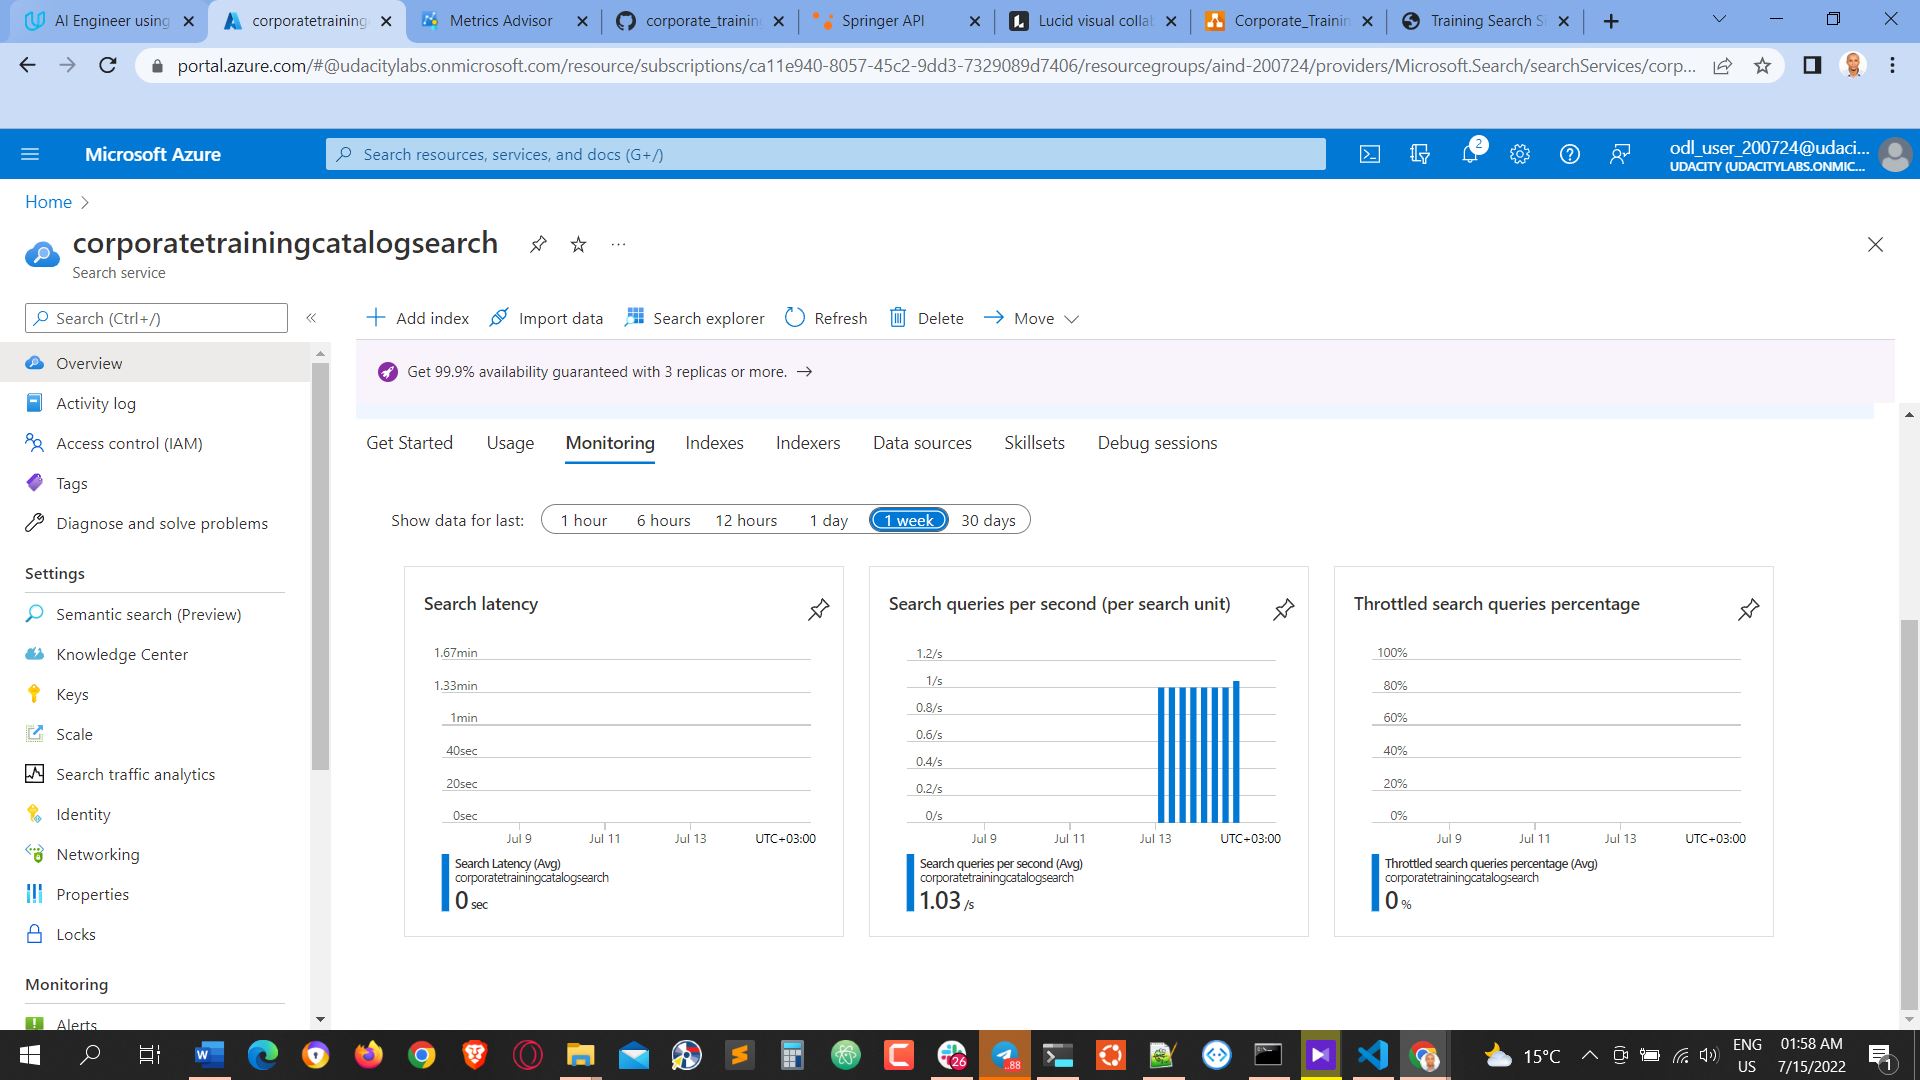 AI Engineer using
corporatetraining
Metrics Advisor
corporate_training
Springer API
Lucid visual collab
Corporate_Trainin
Training Search Si
portal.azure.com/#@udacitylabs.onmicrosoft.com/resource/subscriptions/ca11e940-8057-45c2-9dd3-7329089d7406/resourcegroups/aind-200724/providers/Microsoft.Search/searchServices/corp...
Microsoft Azure
Search resources, services, and docs (G+/)
2
odl_user_200724@udaci...
UDACITY (UDACITYLABS.ONMIC...
Home
corporatetrainingcatalogsearch
Search service
Search (Ctrl+/)
Overview
Activity log
Access control (IAM)
Tags
Diagnose and solve problems
Settings
Semantic search (Preview)
Knowledge Center
Keys
Scale
Search traffic analytics
Identity
Networking
Properties
Locks
Monitoring
Alerts
Add index
Import data
Search explorer
Refresh
Delete
Move
Get 99.9% availability guaranteed with 3 replicas or more.
Get Started
Usage
Monitoring
Indexes
Indexers
Data sources
Skillsets
Debug sessions
Show data for last:
1 hour
6 hours
12 hours
1 day
1 week
30 days
Search latency
1.67min
1.33min
1min
40sec
20sec
0sec
Jul 9
Jul 11
Jul 13
UTC+03:00
Search Latency (Avg)
corporatetrainingcatalogsearch
0 sec
Search queries per second (per search unit)
1.2/s
1/s
0.8/s
0.6/s
0.4/s
0.2/s
0/s
Jul 9
Jul 11
Jul 13
UTC+03:00
Search queries per second (Avg)
corporatetrainingcatalogsearch
1.03 /s
Throttled search queries percentage
100%
80%
60%
40%
20%
0%
Jul 9
Jul 11
Jul 13
UTC+03:00
Throttled search queries percentage (Avg)
corporatetrainingcatalogsearch
0 %
26
.88
15°C
ENG
US
01:58 AM
7/15/2022
1